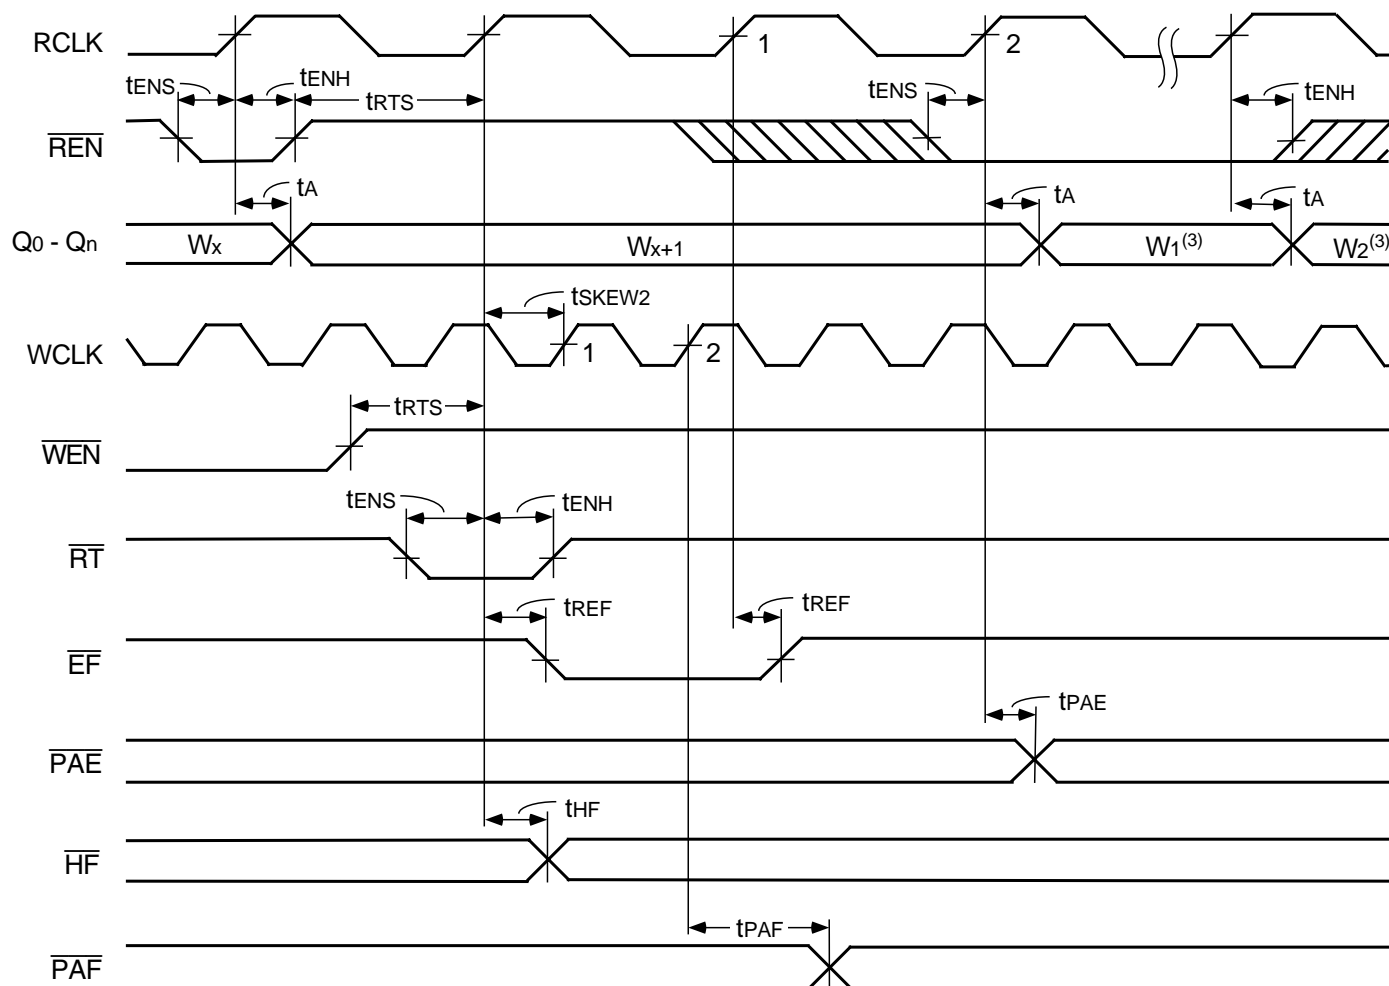 RCLK
1
2
tENS
tENH
tRTS
tENS
tENH
REN
tA
tA
tA
Q0 - Qn
Wx
Wx+1
W1(3)
W2(3)
tSKEW2
WCLK
1
2
tRTS
WEN
tENS
tENH
RT
tREF
tREF
EF
tPAE
PAE
tHF
HF
tPAF
PAF